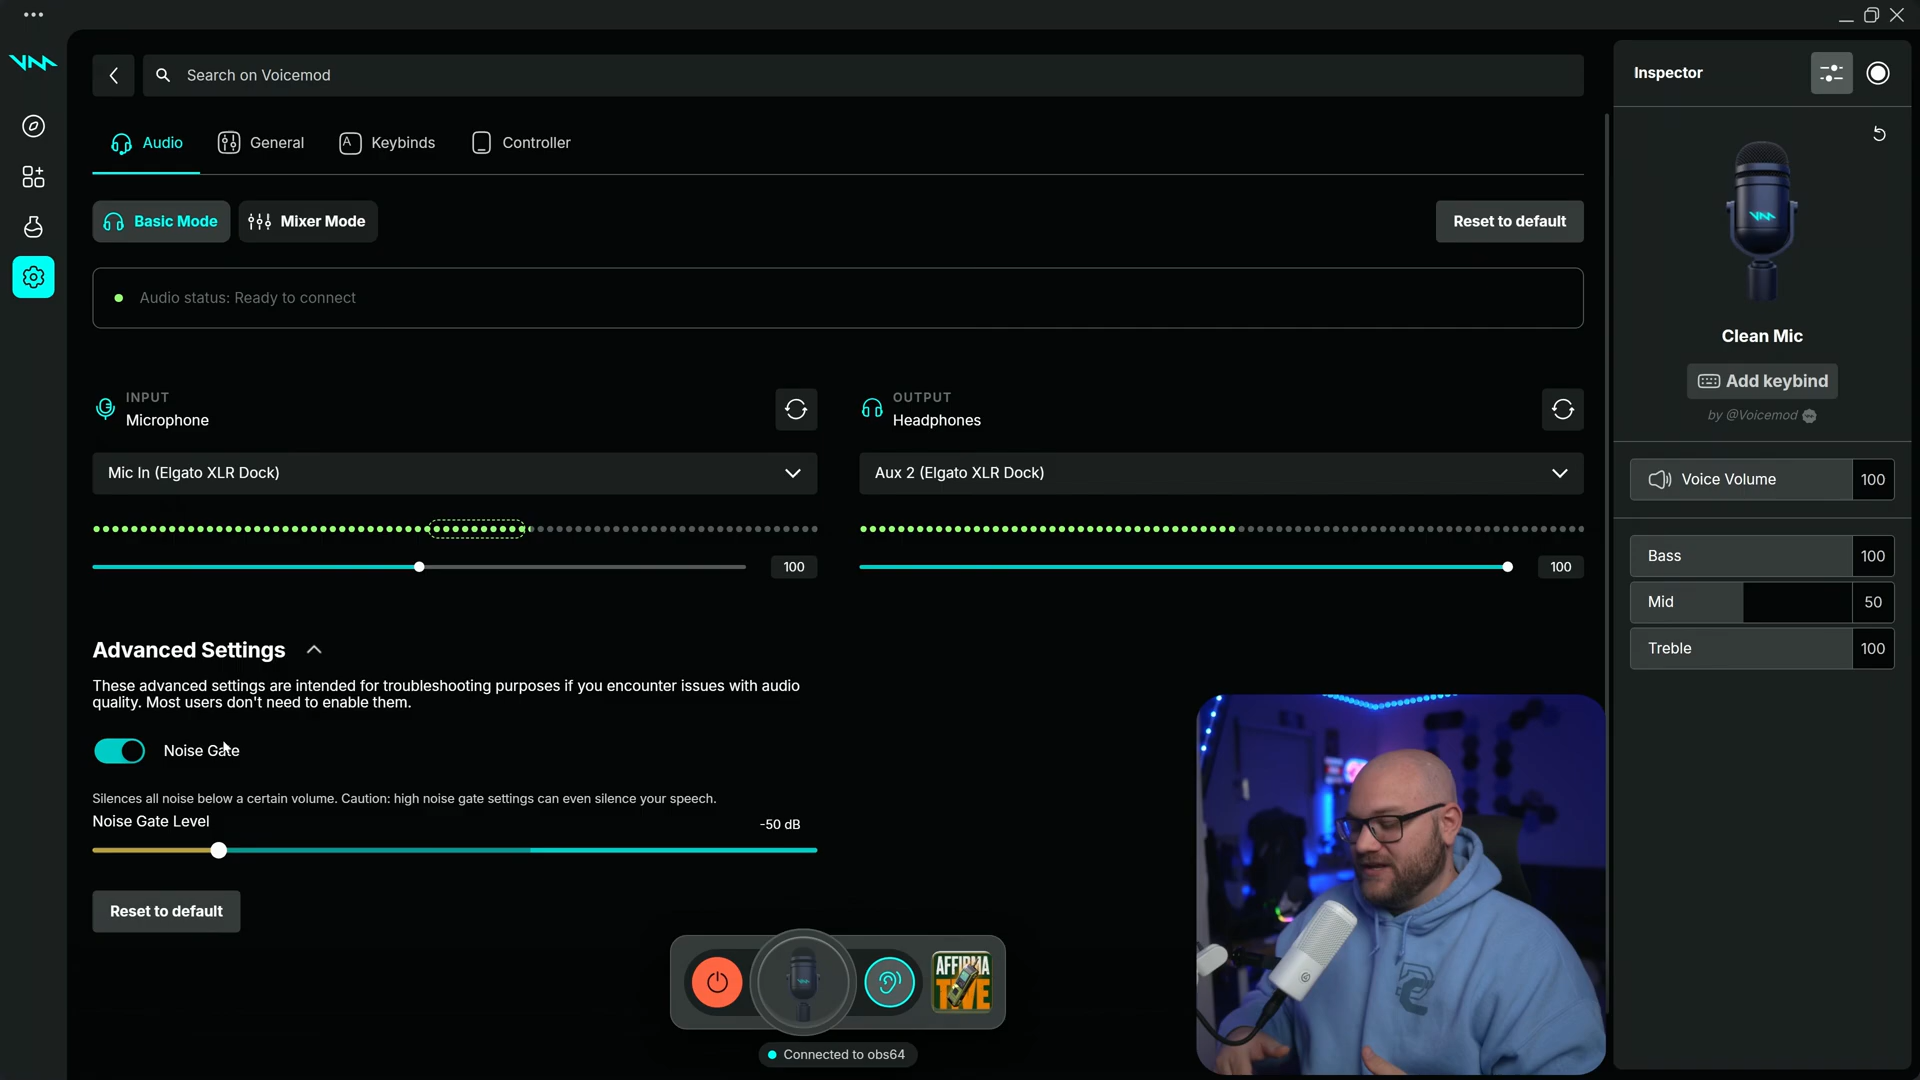 Search on Voicemod
Inspector
Audio
General
A
Keybinds
Controller
Basic Mode
Mixer Mode
Reset to default
Audio status: Ready to connect
INPUT
Microphone
OUTPUT
Headphones
Mic In (Elgato XLR Dock)
Aux 2 (Elgato XLR Dock)
100
100
Advanced Settings
These advanced settings are intended for troubleshooting purposes if you encounter issues with audio
quality. Most users don't need to enable them.
Noise Gate
Silences all noise below a certain volume. Caution: high noise gate settings can even silence your speech.
Noise Gate Level
-50 dB
Reset to default
AFFIRMA
TIVE
Connected to obs64
Clean Mic
Add keybind
by @Voicemod
Voice Volume
100
Bass
100
Mid
50
Treble
100